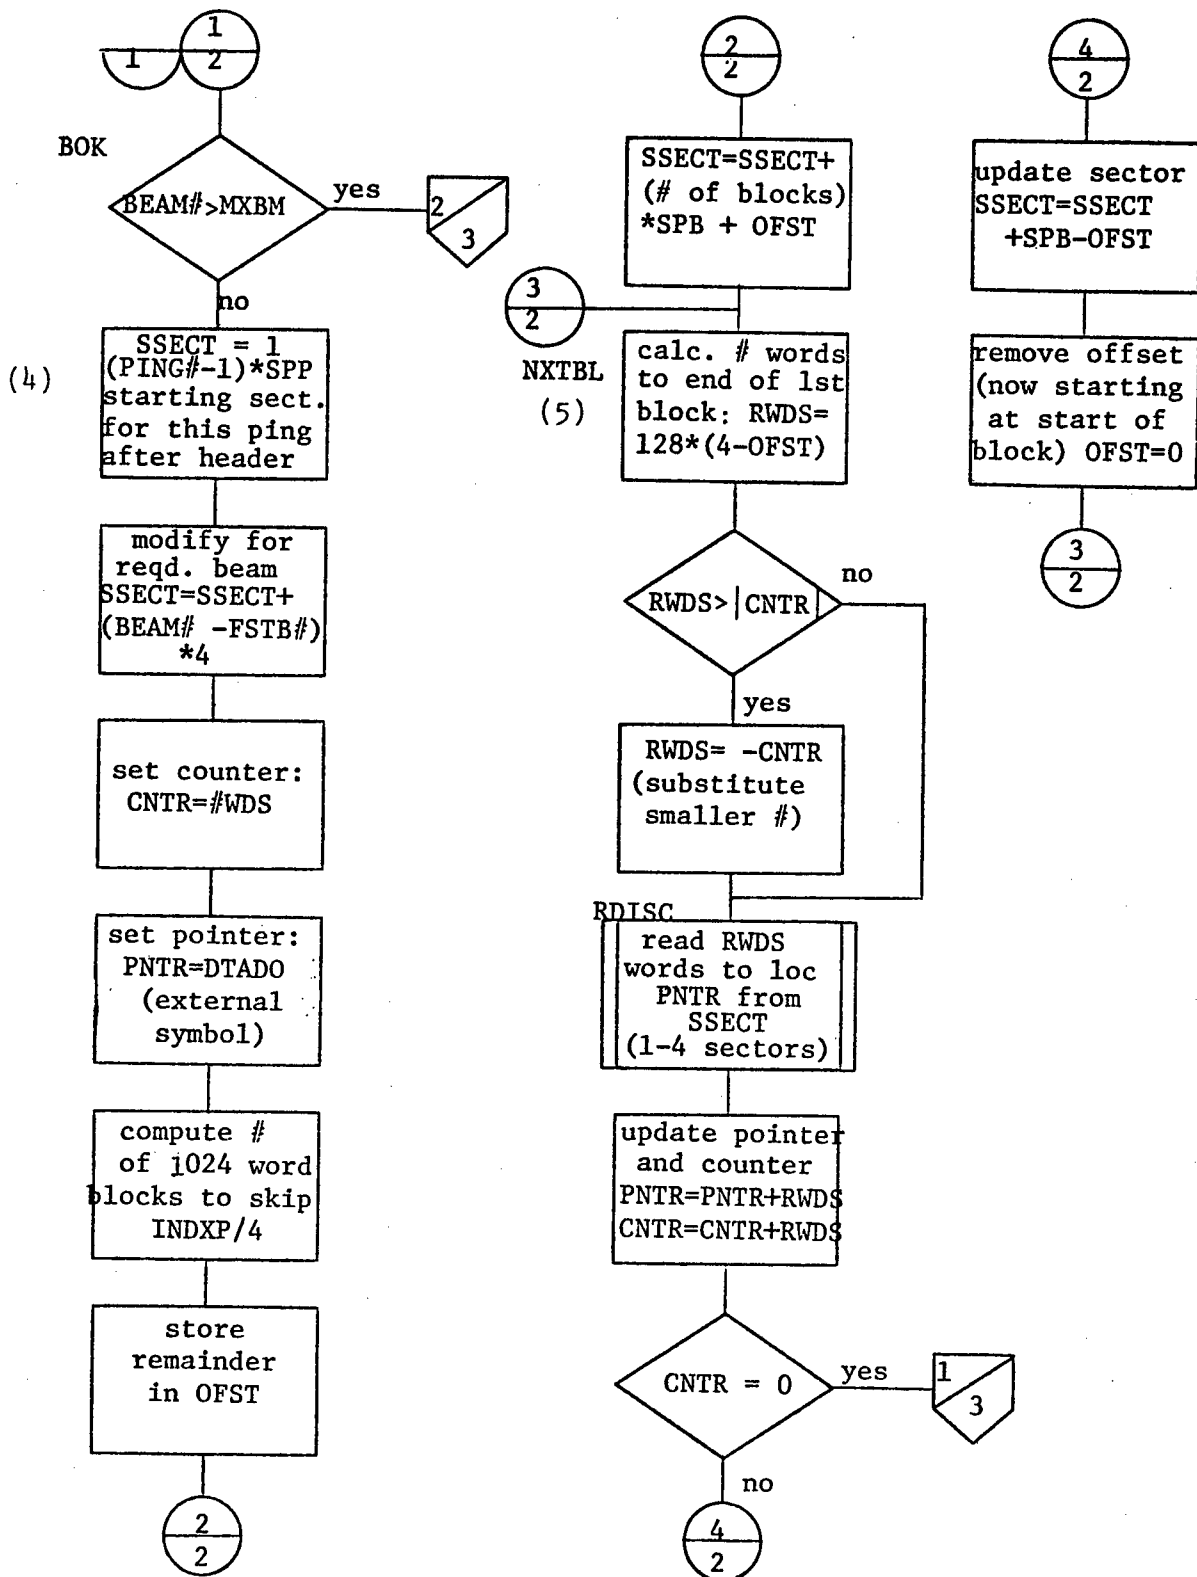 1
1
2
BOK
BEAM#>MXBM
yes
2
3
no
(4)
SSECT = 1
(PING#-1)*SPP
starting sect.
for this ping
after header
modify for
reqd. beam
SSECT=SSECT+
(BEAM# -FSTB#)
*4
set counter:
CNTR=#WDS
set pointer:
PNTR=DTADO
(external
symbol)
compute #
of 1024 word
blocks to skip
INDXP/4
store
remainder
in OFST
2
2
2
2
SSECT=SSECT+
(# of blocks)
*SPB + OFST
3
2
NXTBL
(5)
calc. # words
to end of 1st
block: RWDS=
128*(4-OFST)
RWDS>|CNTR|
no
yes
RWDS= -CNTR
(substitute
smaller #)
RDISC
read RWDS
words to loc
PNTR from
SSECT
(1-4 sectors)
update pointer
and counter
PNTR=PNTR+RWDS
CNTR=CNTR+RWDS
CNTR = 0
yes
1
3
no
4
2
4
2
update sector
SSECT=SSECT
+SPB-OFST
remove offset
(now starting
at start of
block) OFST=0
3
2